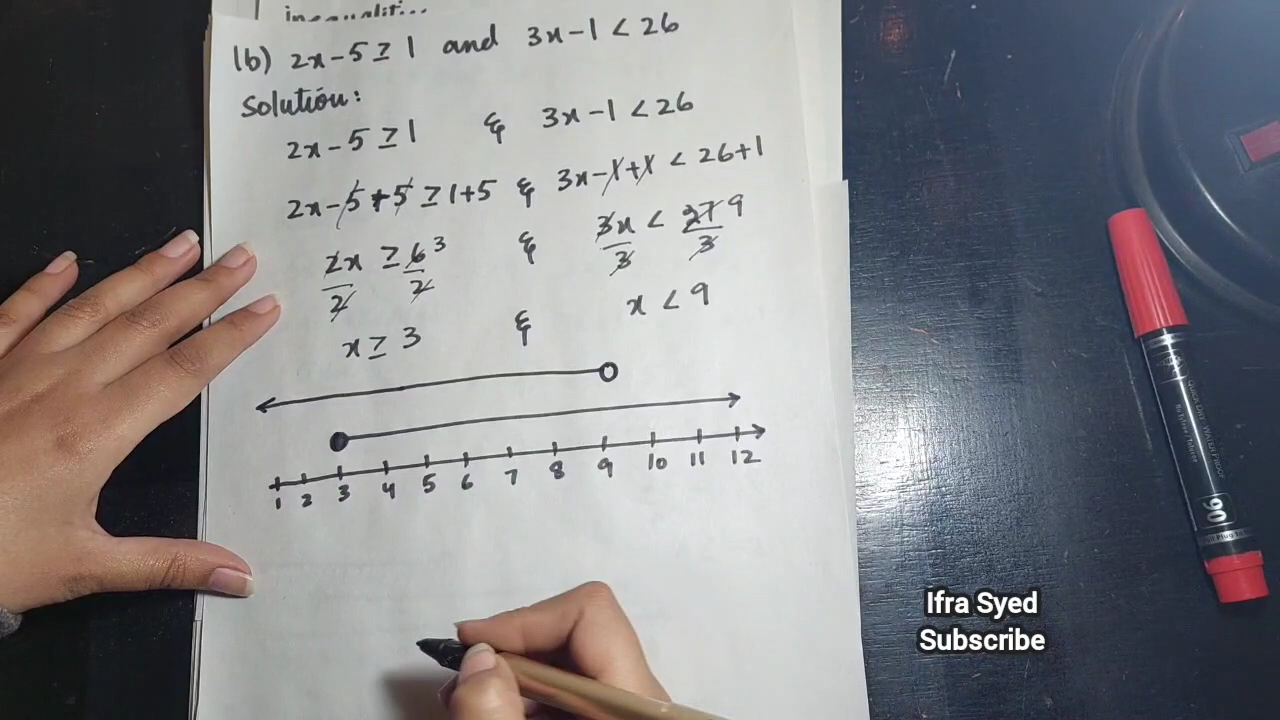 1b) 2x-5 ≥ 1 and 3x-1 < 26
Solution:
2x-5 ≥ 1 & 3x-1 < 26
2x-5+5 ≥ 1+5 & 3x-1+1 < 26+1
2x/2 ≥ 6/2 3 & 3x/3 < 27/3 9
x ≥ 3 & x < 9
1 2 3 4 5 6 7 8 9 10 11 12
90
Ifra Syed
Subscribe